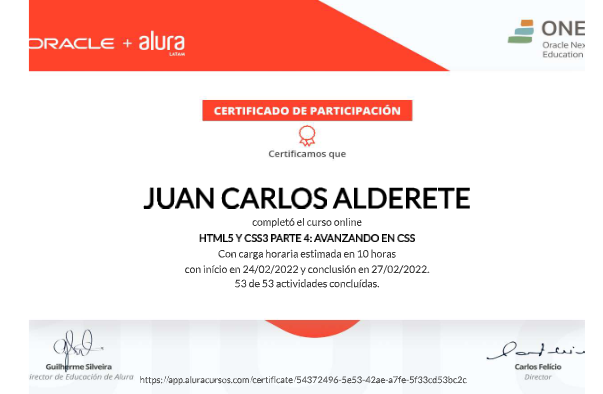 ORACLE + alura
LATAM
ONE
Oracle Nex
Education
CERTIFICADO DE PARTICIPACIÓN
Certificamos que
JUAN CARLOS ALDERETE
completó el curso online
HTML5 Y CSS3 PARTE 4: AVANZANDO EN CSS
Con carga horaria estimada en 10 horas
con início en 24/02/2022 y conclusión en 27/02/2022.
53 de 53 actividades concluídas.
Guilherme Silveira
irector de Educación de Alura
https://app.aluracursos.com/certificate/54372496-5e53-42ae-a7fe-5f33cd53bc2c
Carlos Felício
Director